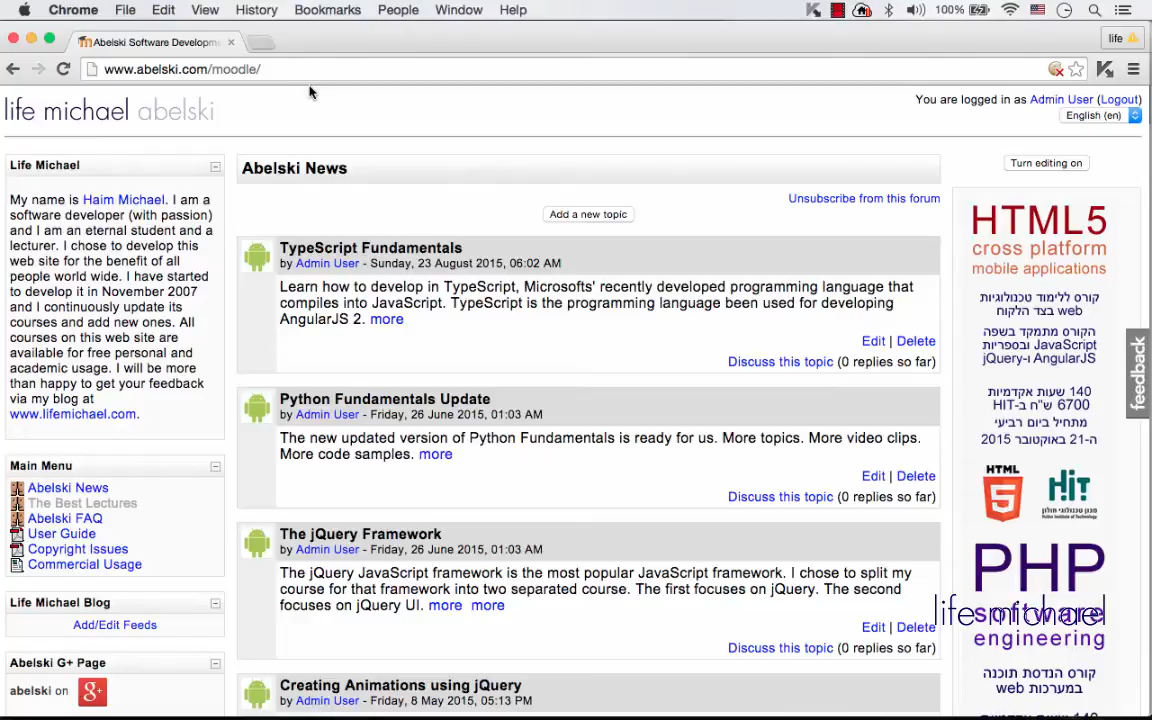 Chrome File Edit View History Bookmarks People Window Help 100%
Abelski Software Developm
life
www.abelski.com/moodle/
life michael abelski
You are logged in as Admin User (Logout)
English (en)
Life Michael
My name is Haim Michael. I am a
software developer (with passion)
and I am an eternal student and a
lecturer. I chose to develop this
web site for the benefit of all
people world wide. I have started
to develop it in November 2007
and I continuously update its
courses and add new ones. All
courses on this web site are
available for free personal and
academic usage. I will be more
than happy to get your feedback
via my blog at
www.lifemichael.com.
Main Menu
Abelski News
The Best Lectures
Abelski FAQ
User Guide
Copyright Issues
Commercial Usage
Life Michael Blog
Add/Edit Feeds
Abelski G+ Page
abelski on g+
Abelski News
Unsubscribe from this forum
Add a new topic
TypeScript Fundamentals
by Admin User - Sunday, 23 August 2015, 06:02 AM
Learn how to develop in TypeScript, Microsofts' recently developed programming language that
compiles into JavaScript. TypeScript is the programming language been used for developing
AngularJS 2. more
Edit | Delete
Discuss this topic (0 replies so far)
Python Fundamentals Update
by Admin User - Friday, 26 June 2015, 01:03 AM
The new updated version of Python Fundamentals is ready for us. More topics. More video clips.
More code samples. more
Edit | Delete
Discuss this topic (0 replies so far)
The jQuery Framework
by Admin User - Friday, 26 June 2015, 01:03 AM
The jQuery JavaScript framework is the most popular JavaScript framework. I chose to split my
course for that framework into two separated course. The first focuses on jQuery. The second
focuses on jQuery UI. more more
Edit | Delete
Discuss this topic (0 replies so far)
Creating Animations using jQuery
by Admin User - Friday, 8 May 2015, 05:13 PM
Turn editing on
HTML5
cross platform
mobile applications
קורס ללימוד טכנולוגיות
web בצד הלקוח
הקורס מתמקד בשפה
JavaScript ובספריות
jQuery ו-AngularJS
140 שעות אקדמיות
6700 ש"ח ב-HIT
מתחיל ביום רביעי
ה-21 באוקטובר 2015
HTML
5
HiT
מכון טכנולוגי חולון
PHP
software
life michael
engineering
קורס הנדסת תוכנה
במערכות web
feedback